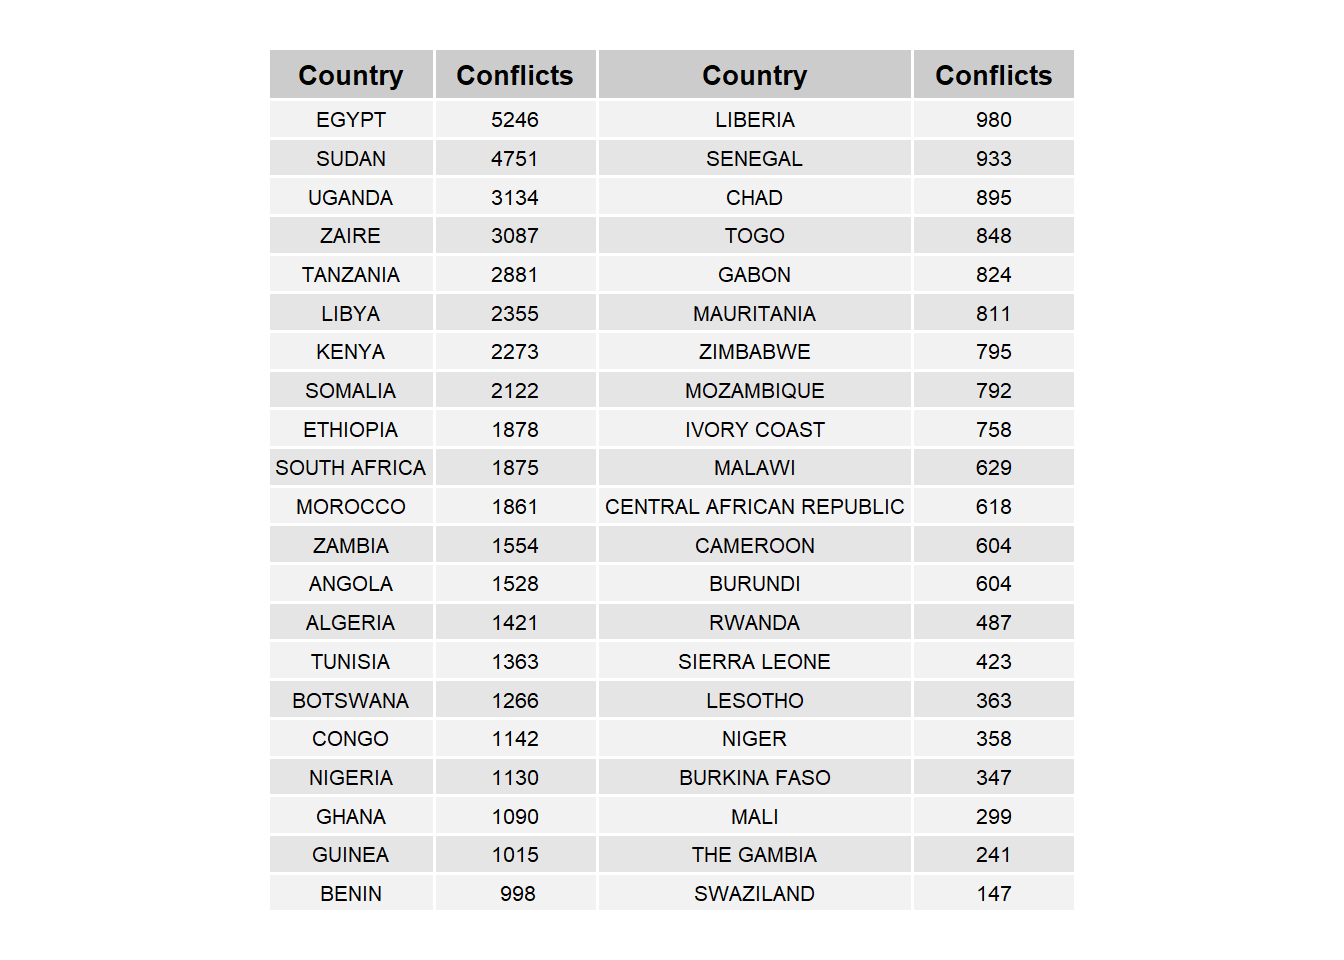 Country Conflicts Country Conflicts
EGYPT 5246 LIBERIA 980
SUDAN 4751 SENEGAL 933
UGANDA 3134 CHAD 895
ZAIRE 3087 TOGO 848
TANZANIA 2881 GABON 824
LIBYA 2355 MAURITANIA 811
KENYA 2273 ZIMBABWE 795
SOMALIA 2122 MOZAMBIQUE 792
ETHIOPIA 1878 IVORY COAST 758
SOUTH AFRICA 1875 MALAWI 629
MOROCCO 1861 CENTRAL AFRICAN REPUBLIC 618
ZAMBIA 1554 CAMEROON 604
ANGOLA 1528 BURUNDI 604
ALGERIA 1421 RWANDA 487
TUNISIA 1363 SIERRA LEONE 423
BOTSWANA 1266 LESOTHO 363
CONGO 1142 NIGER 358
NIGERIA 1130 BURKINA FASO 347
GHANA 1090 MALI 299
GUINEA 1015 THE GAMBIA 241
BENIN 998 SWAZILAND 147